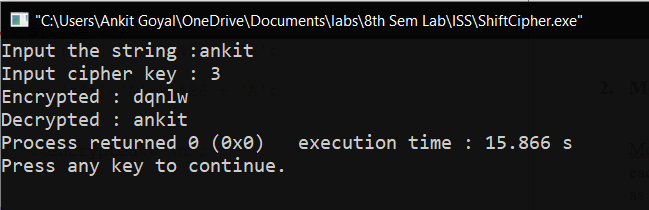 "C:\Users\Ankit Goyal\OneDrive\Documents\labs\8th Sem Lab\ISS\ShiftCipher.exe"
Input the string :ankit
Input cipher key : 3
Encrypted : dqnlw
Decrypted : ankit
Process returned 0 (0x0)   execution time : 15.866 s
Press any key to continue.